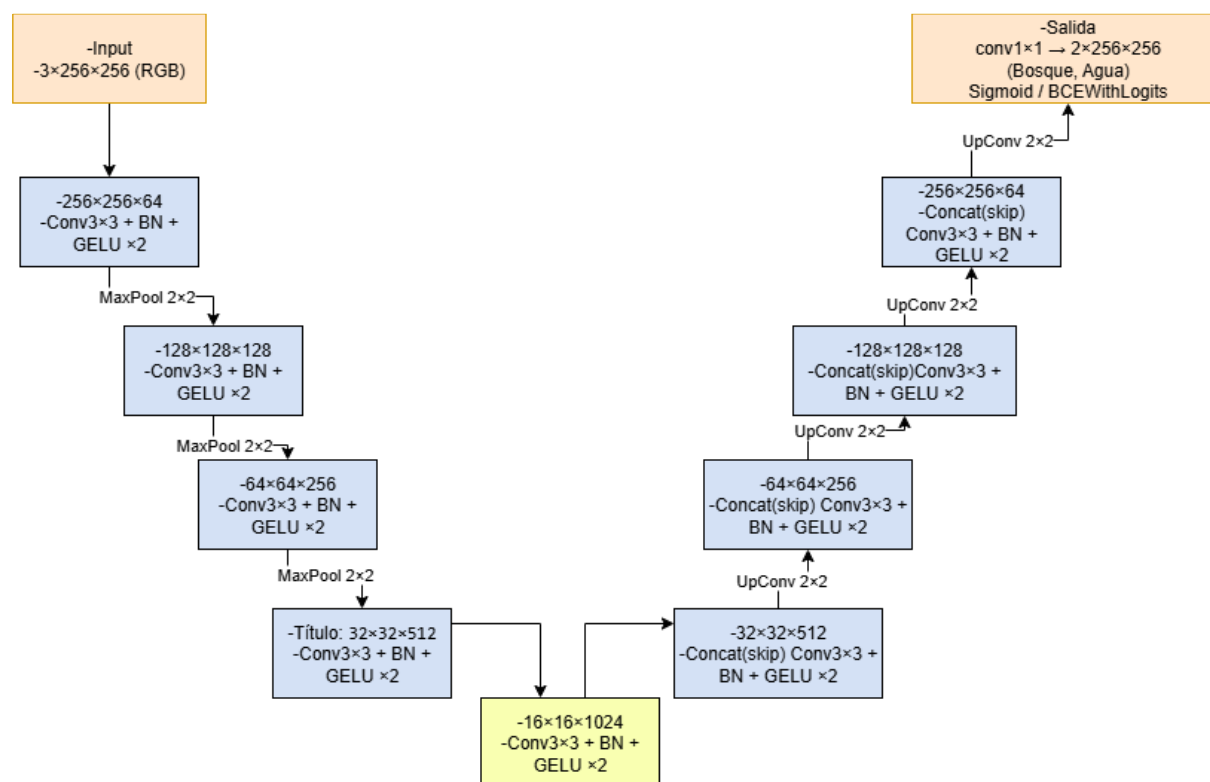 -Input
-3×256×256 (RGB)
-256×256×64
-Conv3×3 + BN +
GELU ×2
MaxPool 2×2
-128×128×128
-Conv3×3 + BN +
GELU ×2
MaxPool 2×2
-64×64×256
-Conv3×3 + BN +
GELU ×2
MaxPool 2×2
-Título: 32×32×512
-Conv3×3 + BN +
GELU ×2
-16×16×1024
-Conv3×3 + BN +
GELU ×2
-32×32×512
-Concat(skip) Conv3×3 +
BN + GELU ×2
UpConv 2×2
-64×64×256
-Concat(skip) Conv3×3 +
BN + GELU ×2
UpConv 2×2
-128×128×128
-Concat(skip)Conv3×3 +
BN + GELU ×2
UpConv 2×2
-256×256×64
-Concat(skip)
Conv3×3 + BN +
GELU ×2
UpConv 2×2
-Salida
conv1×1 → 2×256×256
(Bosque, Agua)
Sigmoid / BCEWithLogits